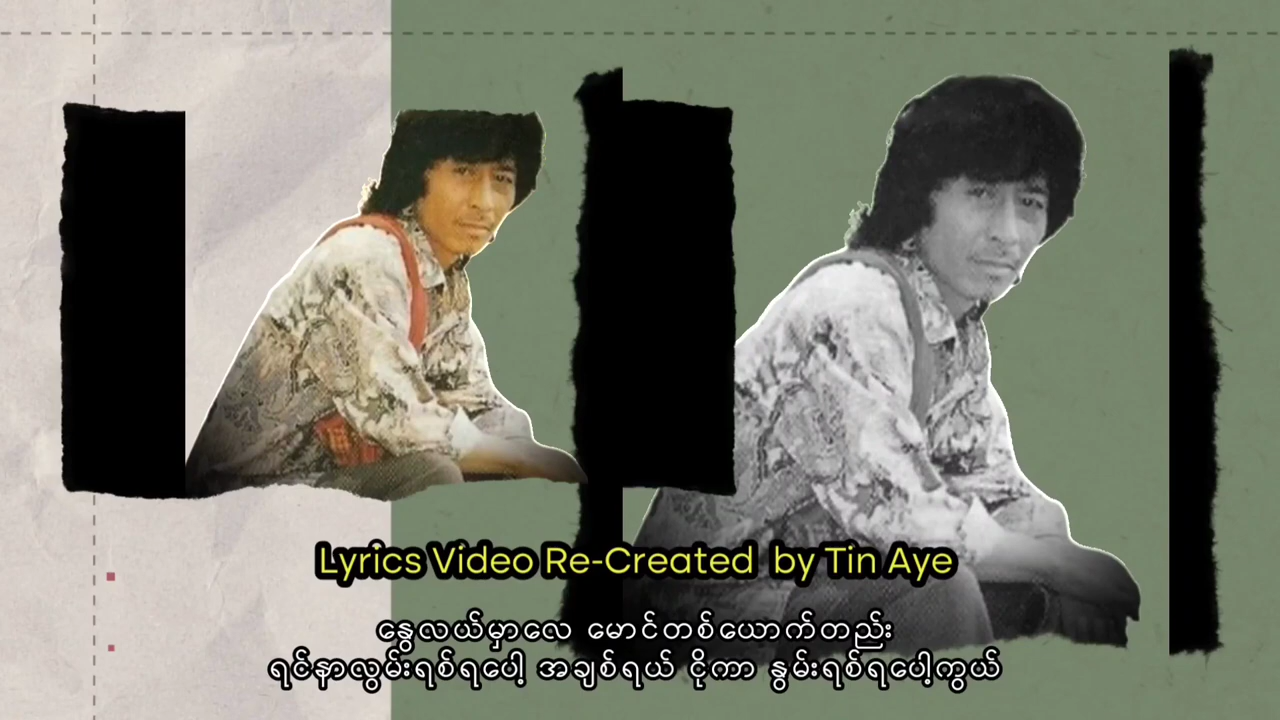 Lyrics Video Re-Created by Tin Aye
နွေလယ်မှာလေ မောင်တစ်ယောက်တည်း
ရင်နာလွမ်းရစ်ရပေါ့ အချစ်ရယ် ငိုကာ နွမ်းရစ်ရပေါ့ကွယ်